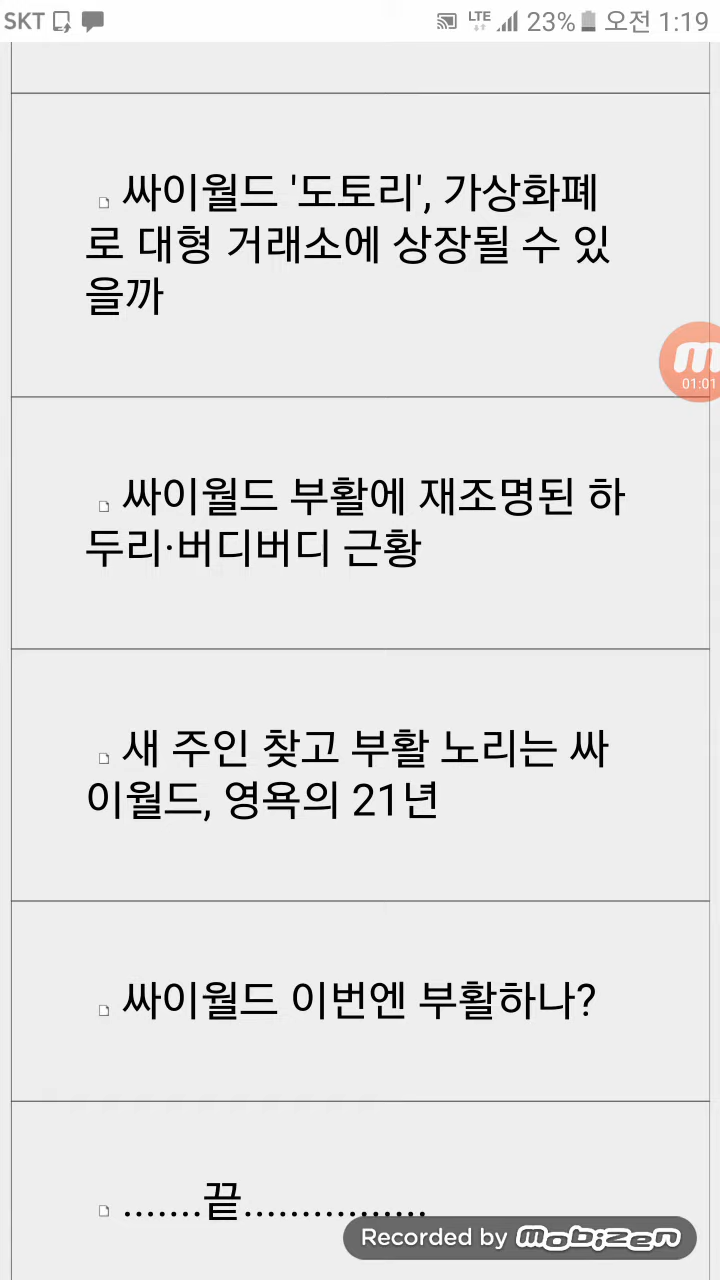 SKT LTE 23% 오전 1:19
싸이월드 '도토리', 가상화폐
로 대형 거래소에 상장될 수 있
을까
01:01
싸이월드 부활에 재조명된 하
두리·버디버디 근황
새 주인 찾고 부활 노리는 싸
이월드, 영욕의 21년
싸이월드 이번엔 부활하나?
.......끝................
Recorded by mobizen